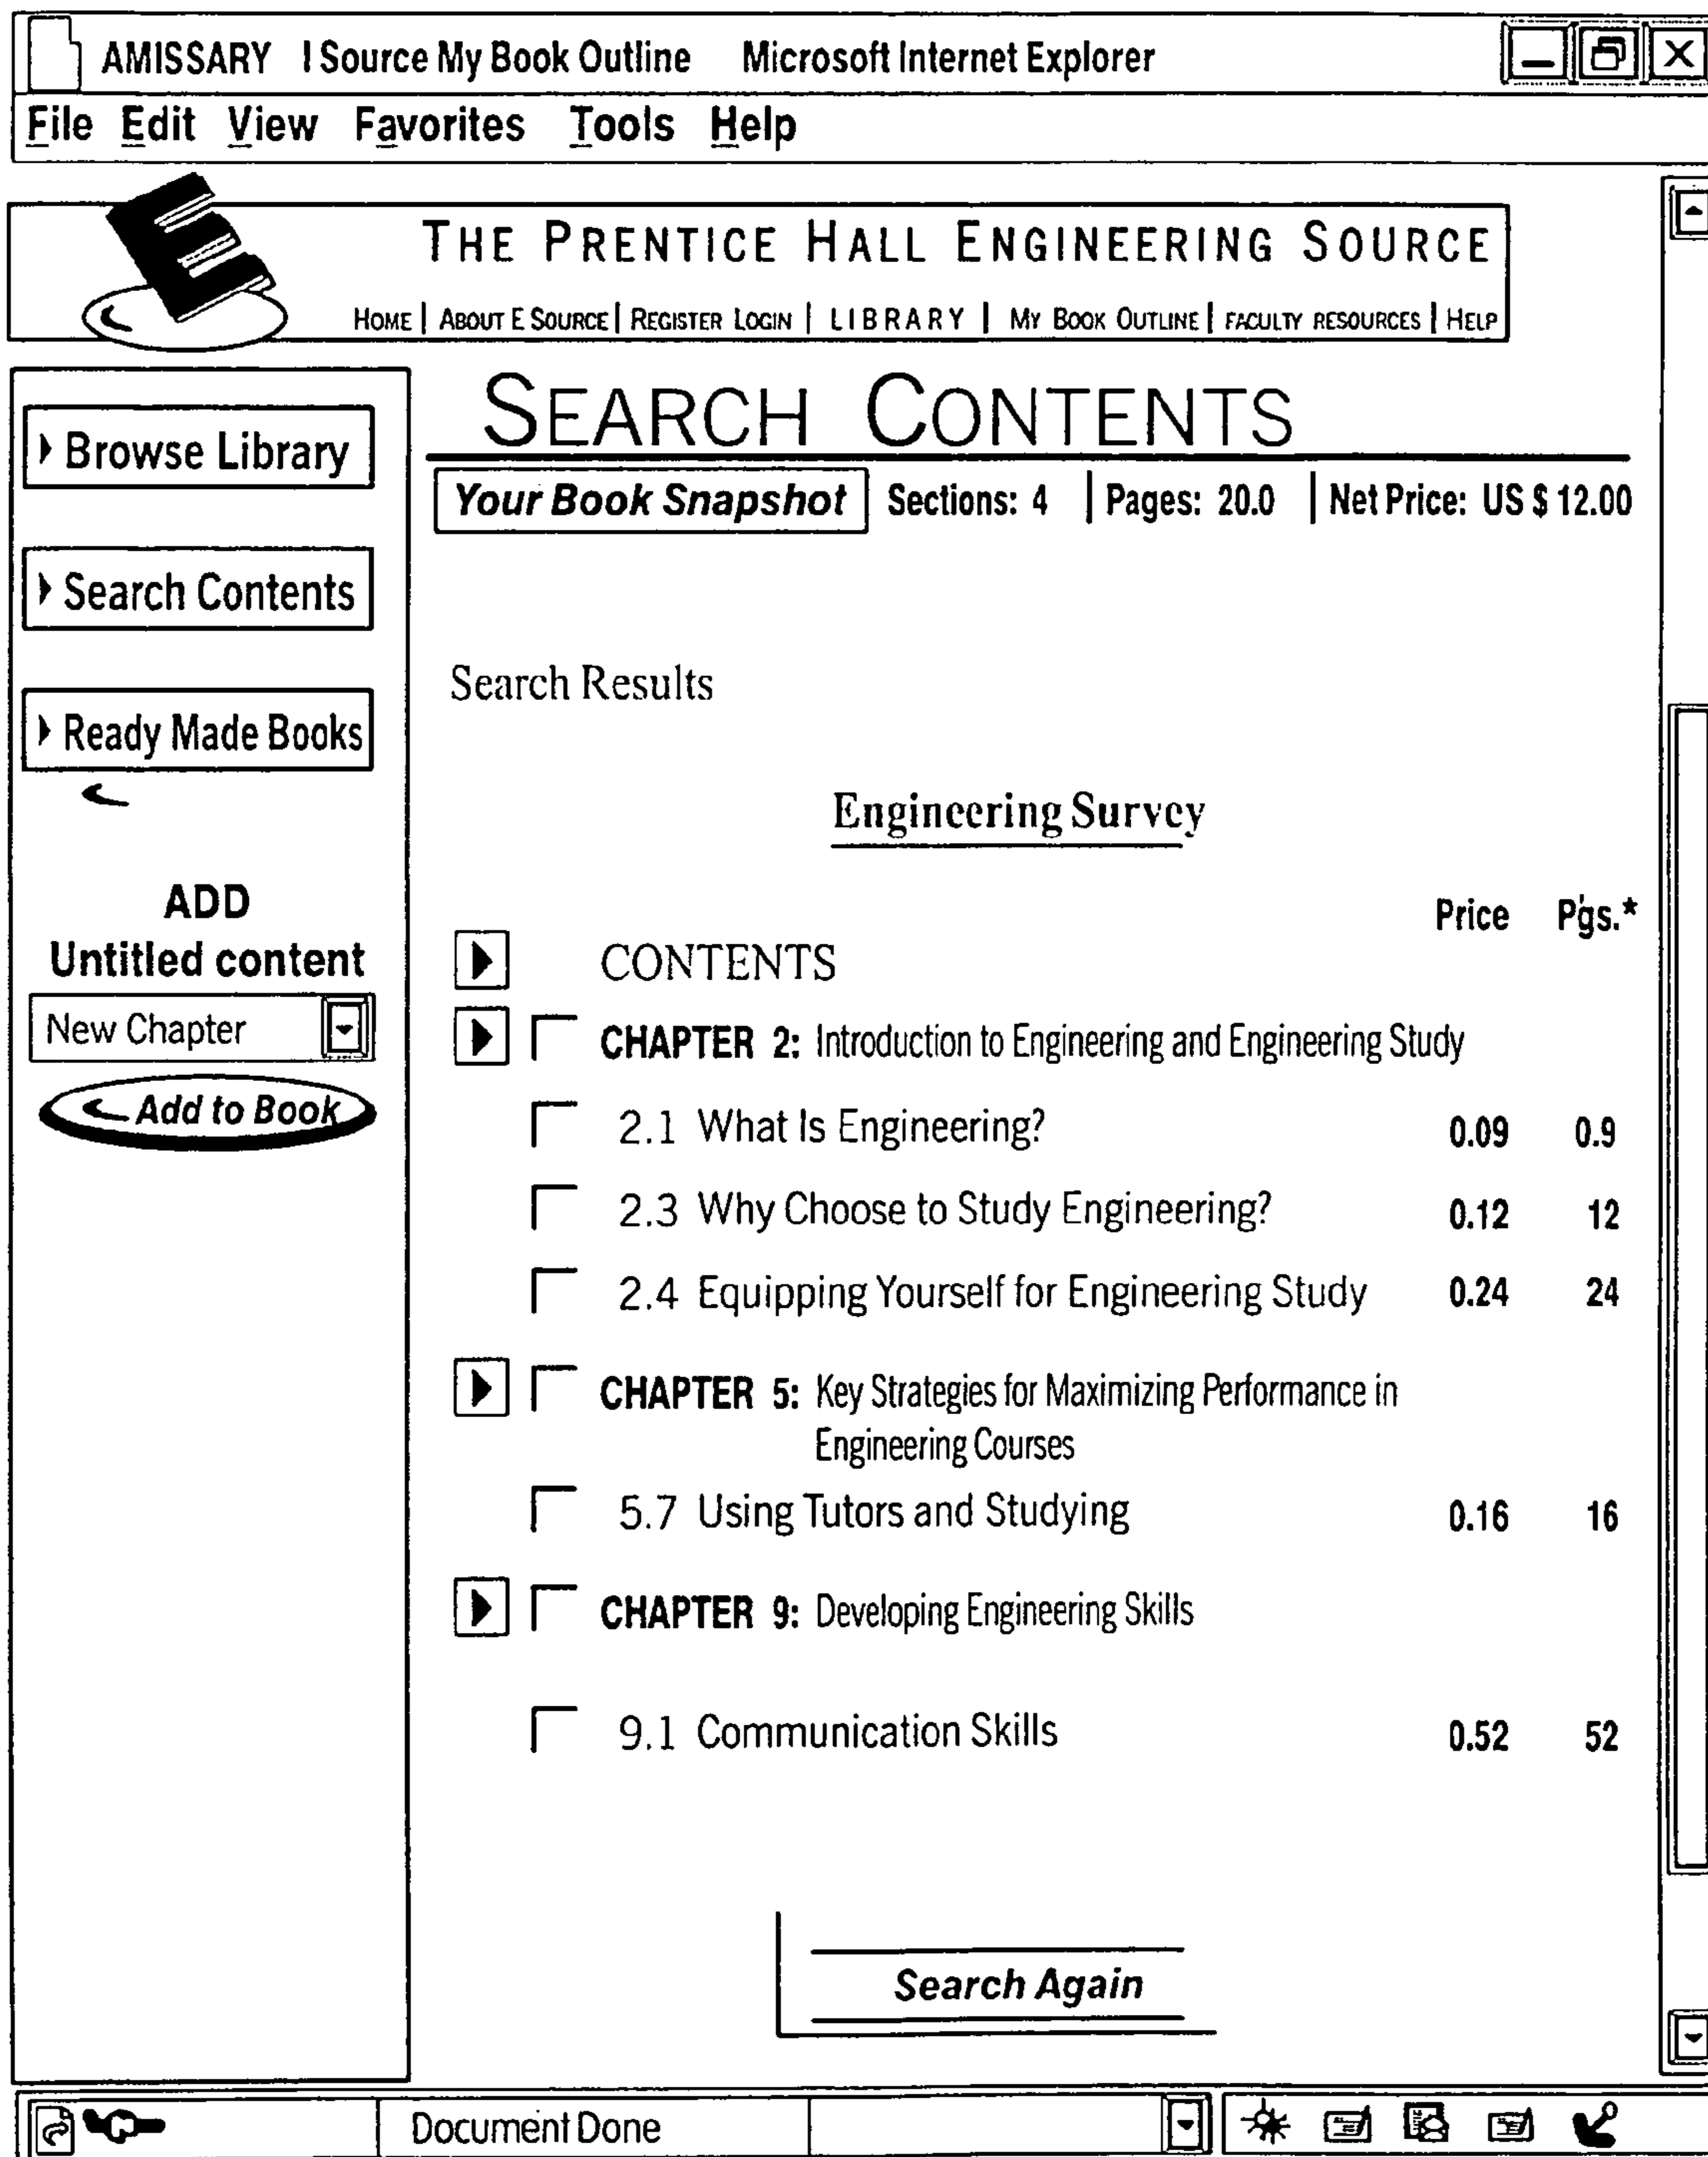 AMISSARY I Source My Book Outline Microsoft Internet Explorer
File Edit View Favorites Tools Help
THE PRENTICE HALL ENGINEERING SOURCE
HOME | ABOUT E SOURCE | REGISTER LOGIN | LIBRARY | MY BOOK OUTLINE | FACULTY RESOURCES | HELP
Browse Library
Search Contents
Ready Made Books
ADD
Untitled content
New Chapter
Add to Book
SEARCH CONTENTS
Your Book Snapshot Sections: 4 | Pages: 20.0 | Net Price: US $ 12.00
Search Results
Engineering Survey
Price Pgs.*
CONTENTS
CHAPTER 2: Introduction to Engineering and Engineering Study
2.1 What Is Engineering? 0.09 0.9
2.3 Why Choose to Study Engineering? 0.12 12
2.4 Equipping Yourself for Engineering Study 0.24 24
CHAPTER 5: Key Strategies for Maximizing Performance in
Engineering Courses
5.7 Using Tutors and Studying 0.16 16
CHAPTER 9: Developing Engineering Skills
9.1 Communication Skills 0.52 52
Search Again
Document Done